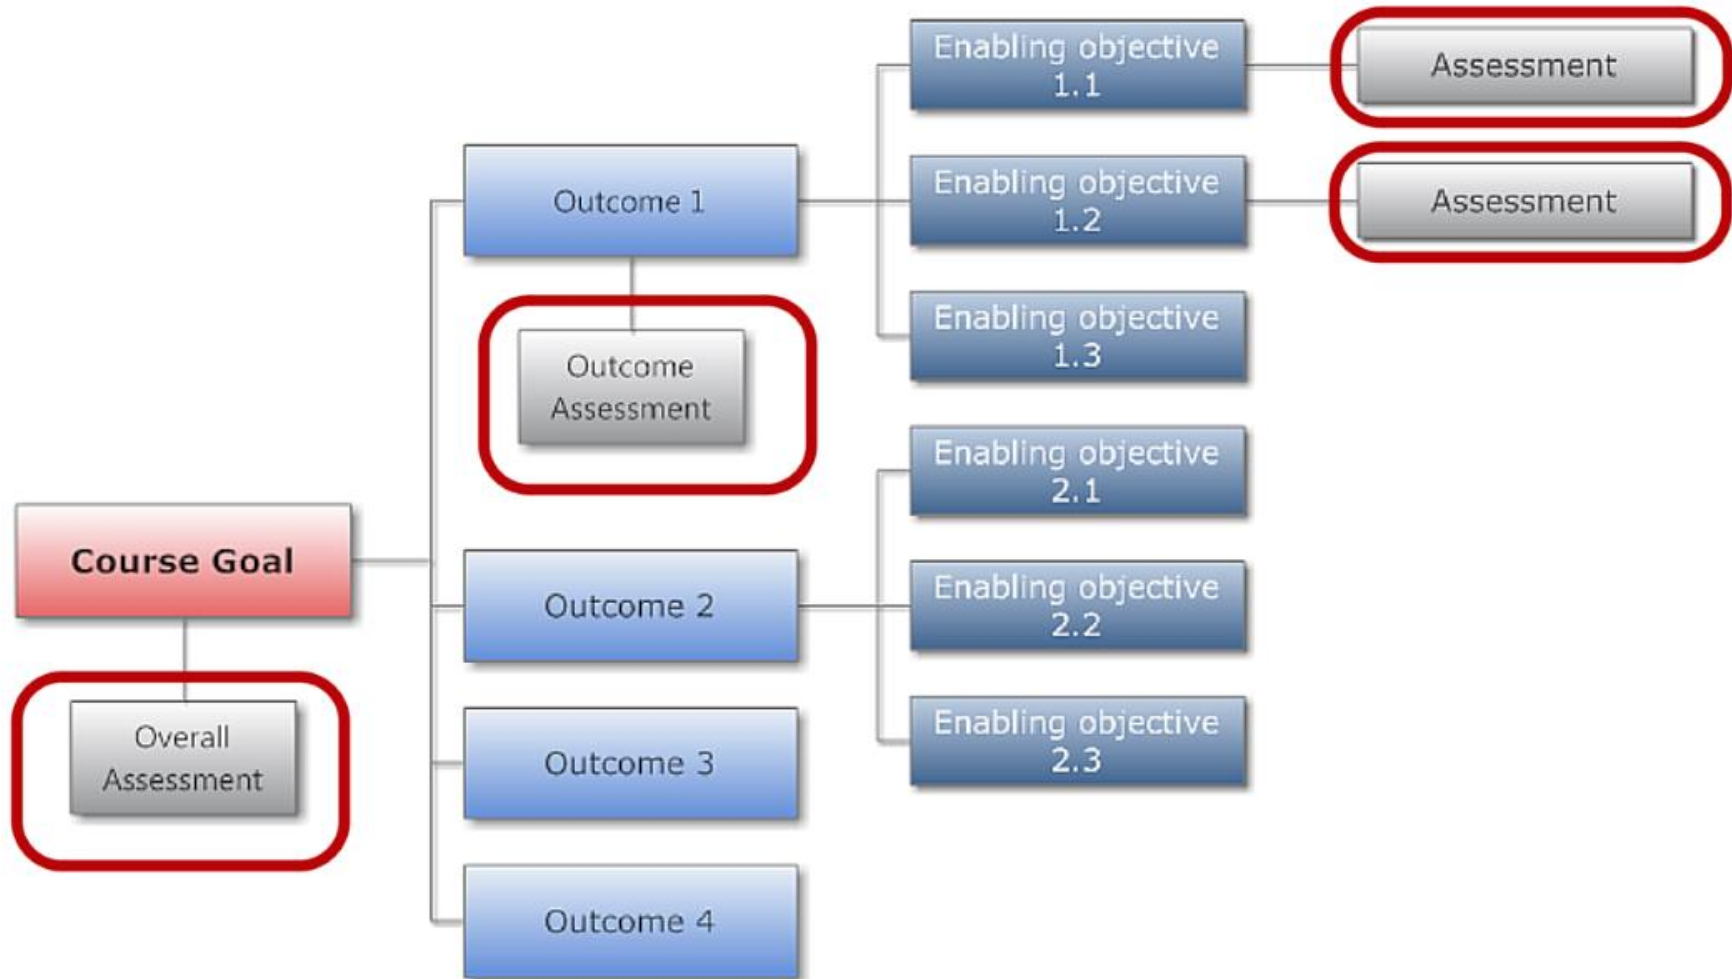 Enabling objective
1.1
Assessment
Outcome 1
Enabling objective
1.2
Assessment
Enabling objective
1.3
Outcome
Assessment
Enabling objective
2.1
Course Goal
Outcome 2
Enabling objective
2.2
Overall
Assessment
Outcome 3
Enabling objective
2.3
Outcome 4